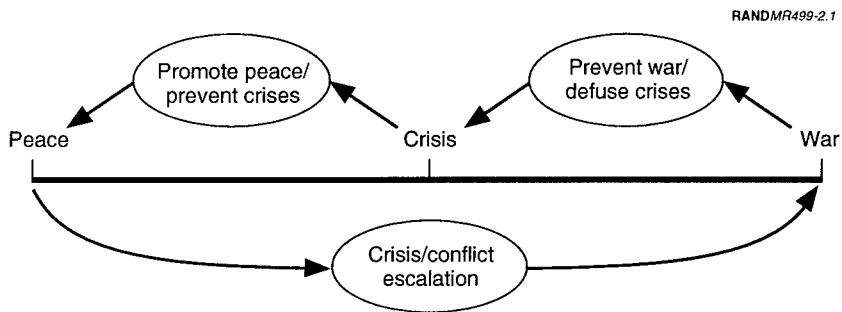 RANDMR499-2.1
Promote peace/
prevent crises
Prevent war/
defuse crises
Peace
Crisis
War
Crisis/conflict
escalation